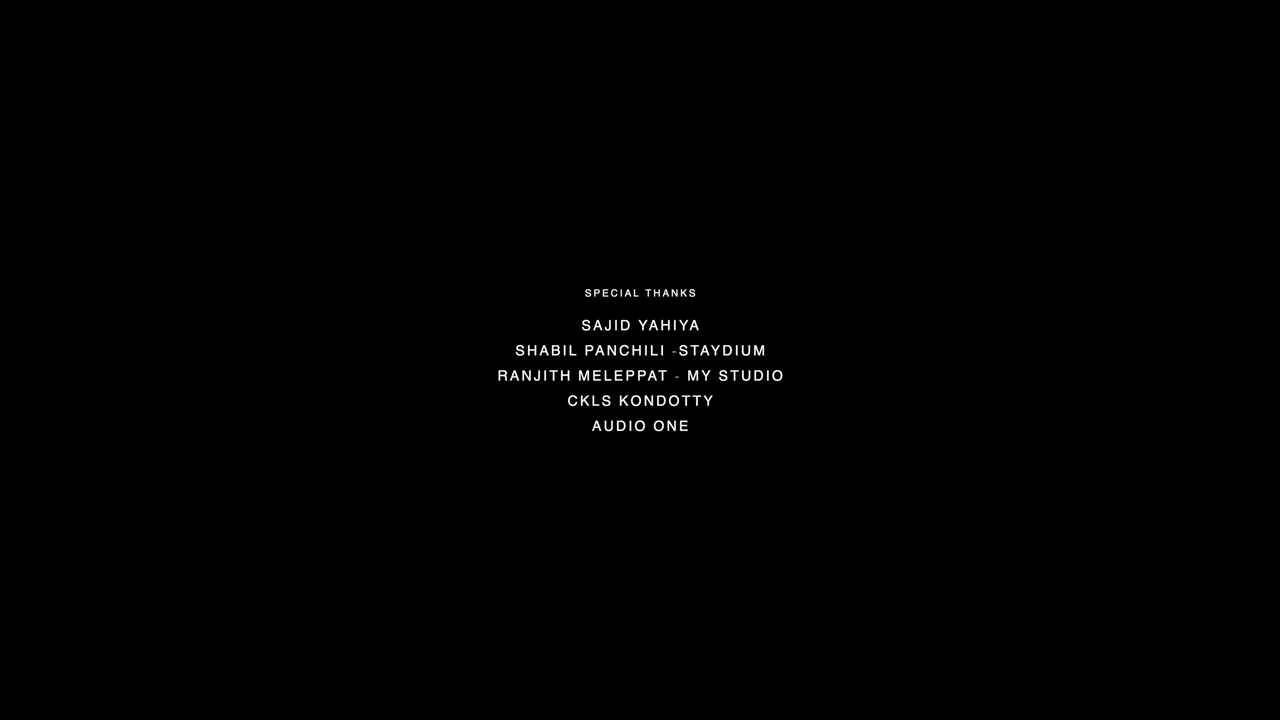 SPECIAL THANKS
SAJID YAHIYA
SHABIL PANCHILI -STAYDIUM
RANJITH MELEPPAT - MY STUDIO
CKLS KONDOTTY
AUDIO ONE